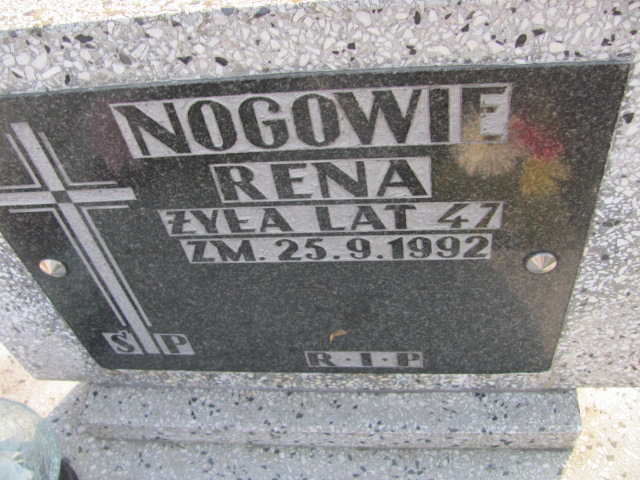 NOGOWIE
RENA
ŻYŁA LAT 47
ZM. 25.9.1992
Ś P
R·I·P